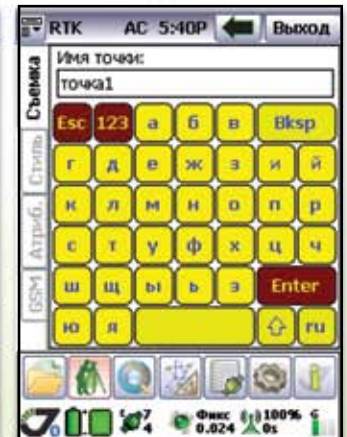 RTK AC 5:40P Выход
Имя точки:
точка1
Съемка
Стиль
Атриб.
GSM
Esc 123 а б в Bksp
г д е ж з и й
к л м н о п р
с т у ф х ц ч
ш щ ы ь э Enter
ю я ru
7 4 Фикс 0.024 100% 0s